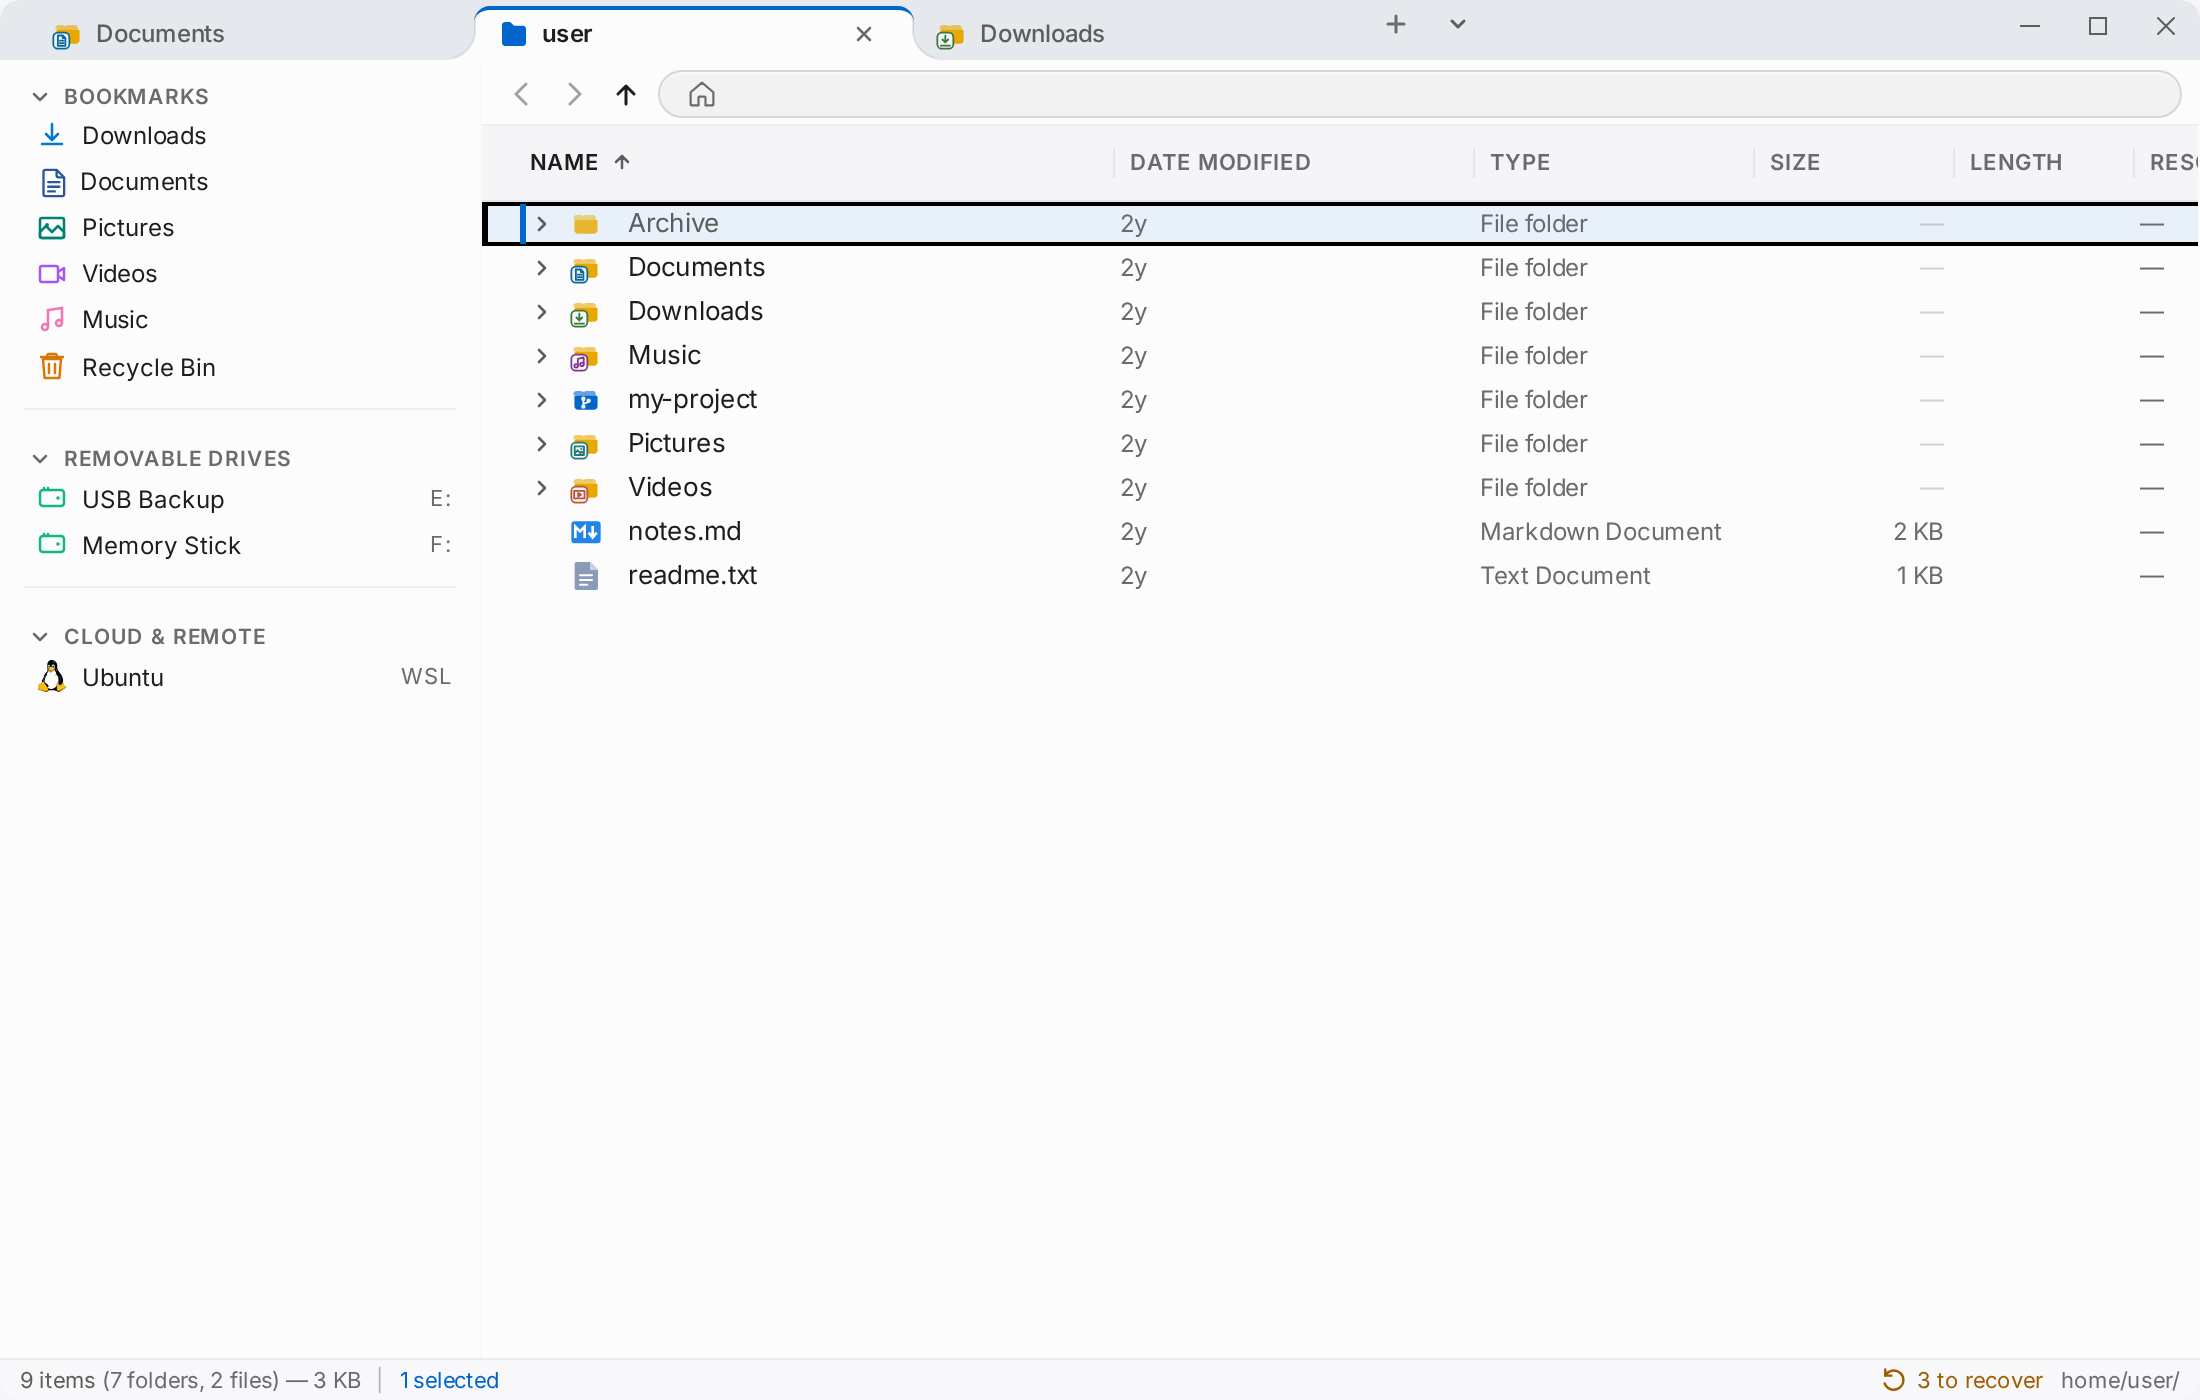 Documents
user
Downloads
BOOKMARKS
Downloads
Documents
Pictures
Videos
Music
Recycle Bin
REMOVABLE DRIVES
USB Backup E:
Memory Stick F:
CLOUD & REMOTE
Ubuntu WSL
NAME DATE MODIFIED TYPE SIZE LENGTH
Archive 2y File folder — —
Documents 2y File folder — —
Downloads 2y File folder — —
Music 2y File folder — —
my-project 2y File folder — —
Pictures 2y File folder — —
Videos 2y File folder — —
notes.md 2y Markdown Document 2 KB —
readme.txt 2y Text Document 1 KB —
9 items (7 folders, 2 files) — 3 KB 1 selected
3 to recover home/user/